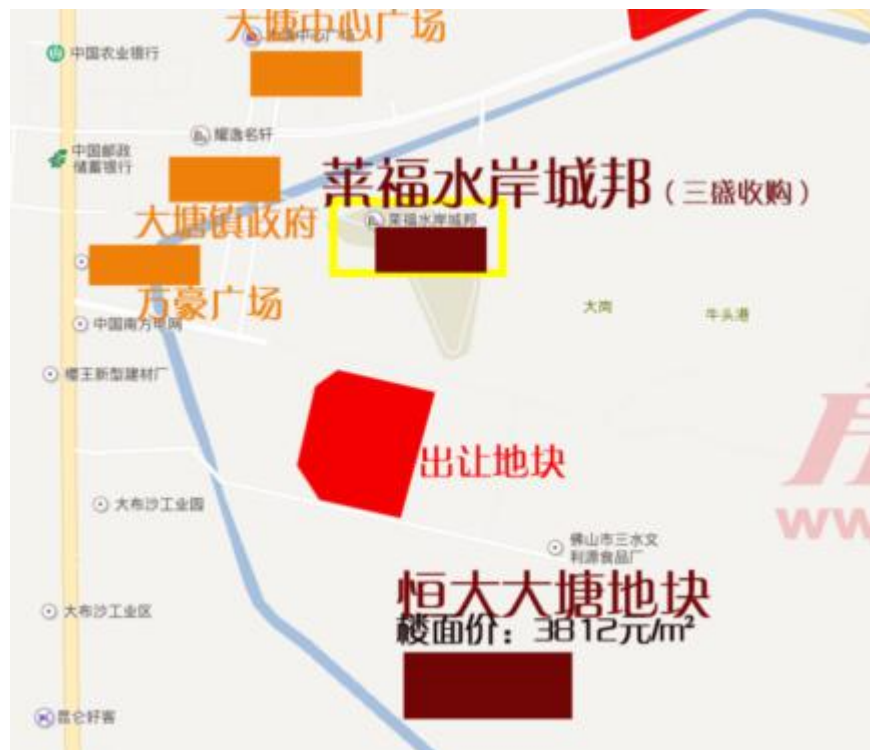 大塘中心广场
中国农业银行
耀逸名轩
中国邮政
储蓄银行
莱福水岸城邦（三盛收购）
莱福水岸城邦
大塘镇政府
万豪广场
大岗
牛头港
中国南方电网
樱王新型建材厂
出让地块
大布沙工业园
www
佛山市三水文
利源食品厂
恒大大塘地块
楼面价：3812元/m²
大布沙工业区
昆仑好客